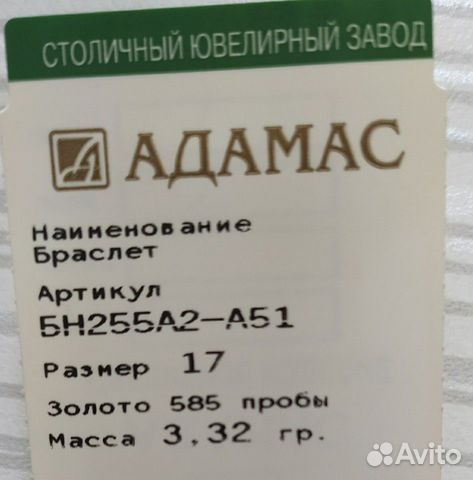 СТОЛИЧНЫЙ ЮВЕЛИРНЫЙ ЗАВОД
АДАМАС
Наименование
Браслет
Артикул
БН255А2-А51
Размер 17
Золото 585 пробы
Масса 3,32 гр.
Avito